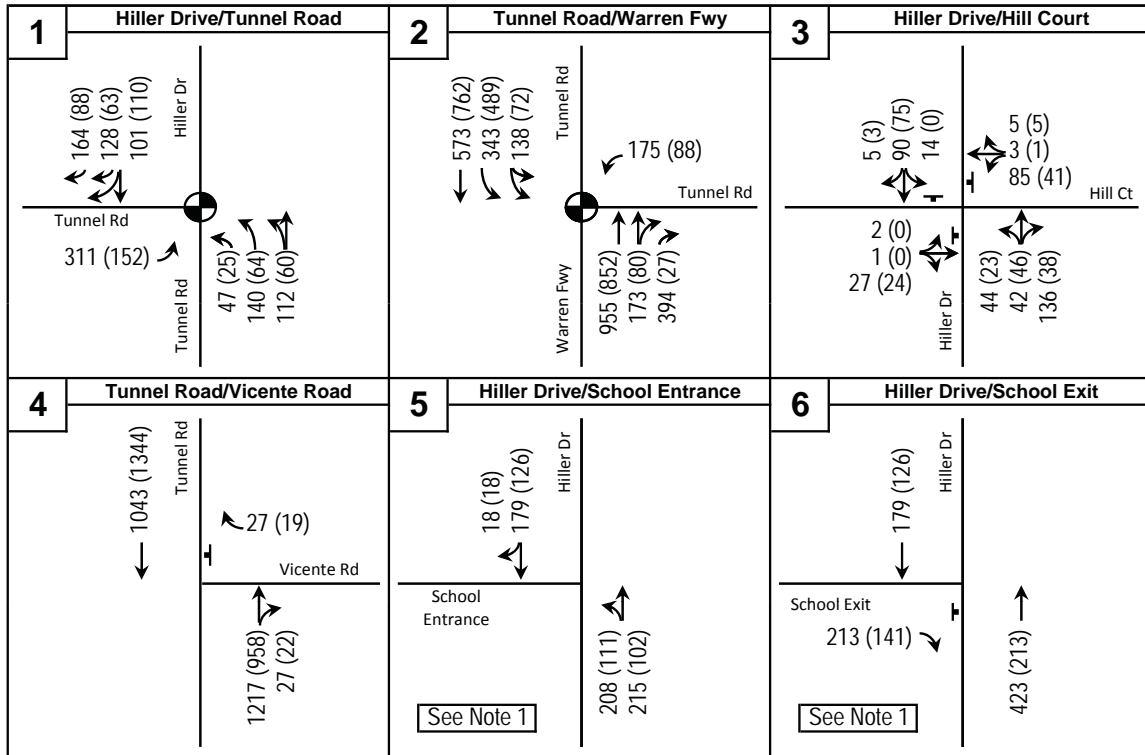 1
Hiller Drive/Tunnel Road
164 (88)
128 (63)
101 (110)
Hiller Dr
Tunnel Rd
311 (152)
Tunnel Rd
47 (25)
140 (64)
112 (60)
2
Tunnel Road/Warren Fwy
573 (762)
343 (489)
138 (72)
Tunnel Rd
175 (88)
Tunnel Rd
Warren Fwy
955 (852)
173 (80)
394 (27)
3
Hiller Drive/Hill Court
5 (3)
90 (75)
14 (0)
5 (5)
3 (1)
85 (41)
Hill Ct
2 (0)
1 (0)
27 (24)
Hiller Dr
44 (23)
42 (46)
136 (38)
4
Tunnel Road/Vicente Road
1043 (1344)
Tunnel Rd
27 (19)
Vicente Rd
1217 (958)
27 (22)
5
Hiller Drive/School Entrance
18 (18)
179 (126)
Hiller Dr
School
Entrance
208 (111)
215 (102)
See Note 1
6
Hiller Drive/School Exit
179 (126)
Hiller Dr
School Exit
213 (141)
423 (213)
See Note 1